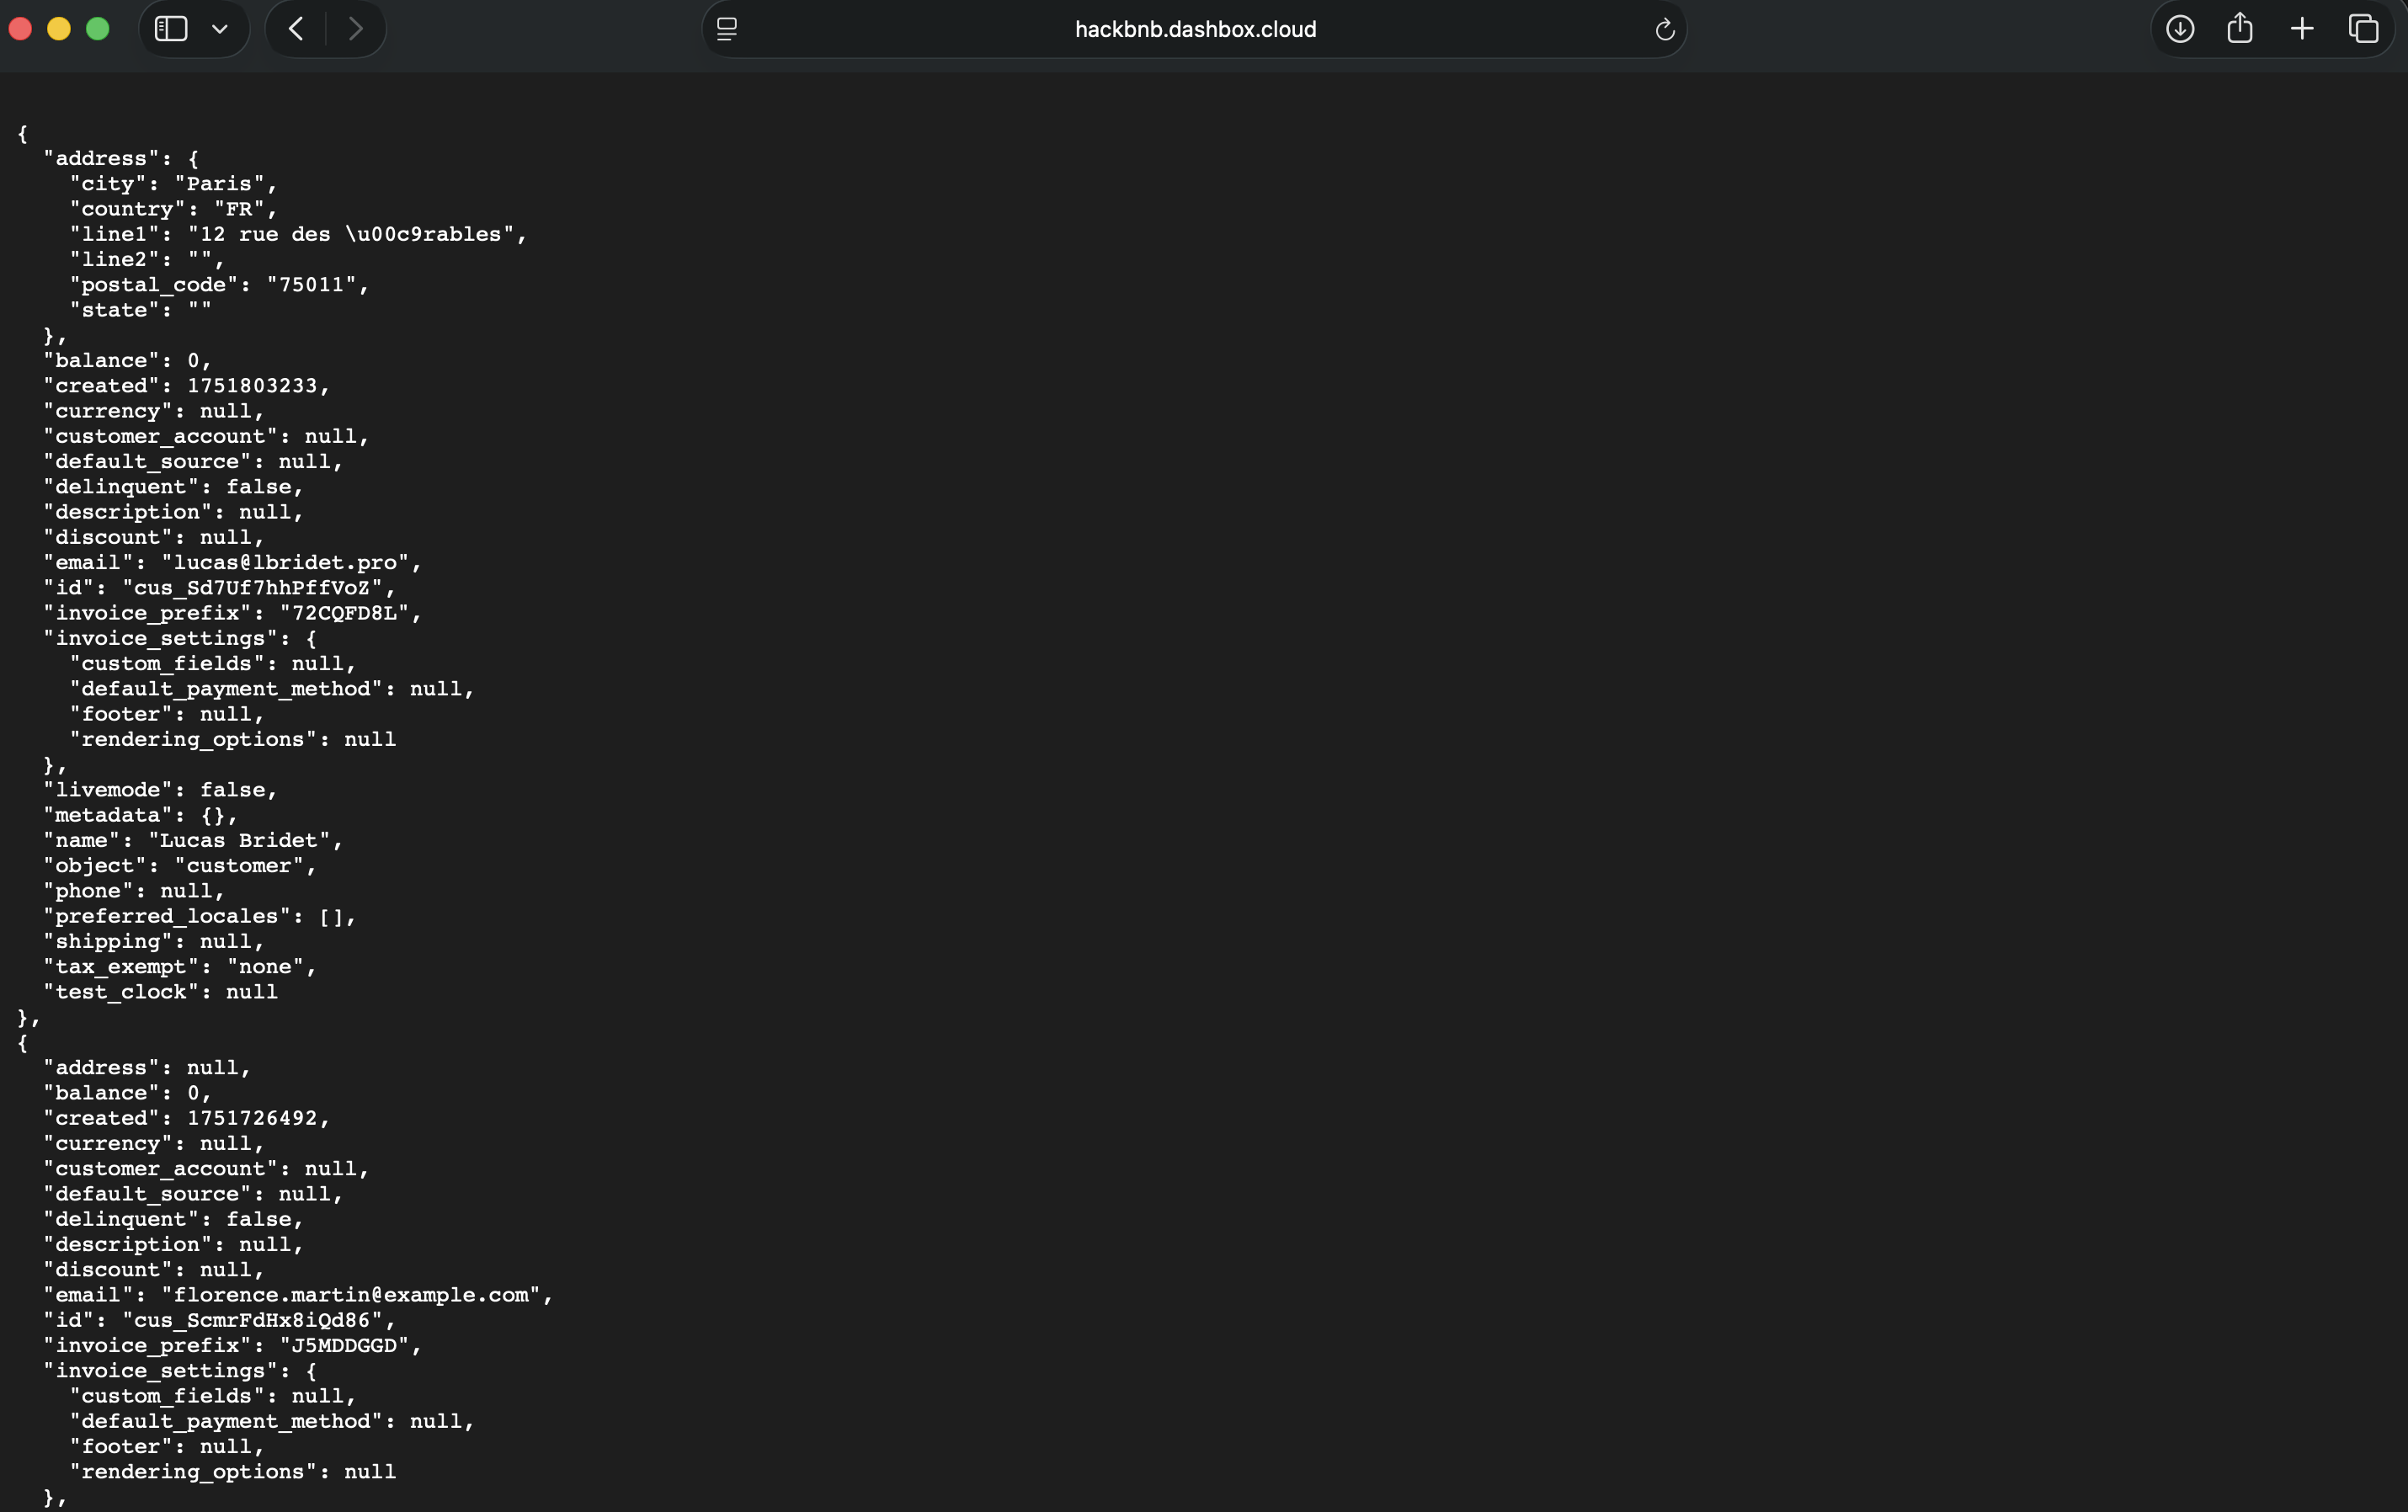 hackbnb.dashbox.cloud
{
  "address": {
    "city": "Paris",
    "country": "FR",
    "line1": "12 rue des \u00c9rables",
    "line2": "",
    "postal_code": "75011",
    "state": ""
  },
  "balance": 0,
  "created": 1751803233,
  "currency": null,
  "customer_account": null,
  "default_source": null,
  "delinquent": false,
  "description": null,
  "discount": null,
  "email": "lucas@lbridet.pro",
  "id": "cus_Sd7Uf7hhPffVoZ",
  "invoice_prefix": "72CQFD8L",
  "invoice_settings": {
    "custom_fields": null,
    "default_payment_method": null,
    "footer": null,
    "rendering_options": null
  },
  "livemode": false,
  "metadata": {},
  "name": "Lucas Bridet",
  "object": "customer",
  "phone": null,
  "preferred_locales": [],
  "shipping": null,
  "tax_exempt": "none",
  "test_clock": null
},
{
  "address": null,
  "balance": 0,
  "created": 1751726492,
  "currency": null,
  "customer_account": null,
  "default_source": null,
  "delinquent": false,
  "description": null,
  "discount": null,
  "email": "florence.martin@example.com",
  "id": "cus_ScmrFdHx8iQd86",
  "invoice_prefix": "J5MDDGGD",
  "invoice_settings": {
    "custom_fields": null,
    "default_payment_method": null,
    "footer": null,
    "rendering_options": null
  },